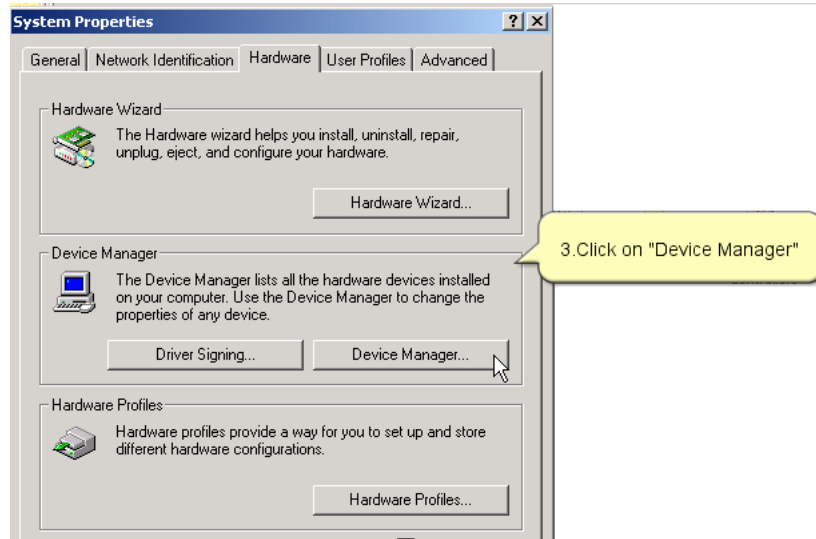 System Properties
General
Network Identification
Hardware
User Profiles
Advanced
Hardware Wizard
The Hardware wizard helps you install, uninstall, repair,
unplug, eject, and configure your hardware.
Hardware Wizard...
3.Click on "Device Manager"
Device Manager
The Device Manager lists all the hardware devices installed
on your computer. Use the Device Manager to change the
properties of any device.
Driver Signing...
Device Manager...
Hardware Profiles
Hardware profiles provide a way for you to set up and store
different hardware configurations.
Hardware Profiles...